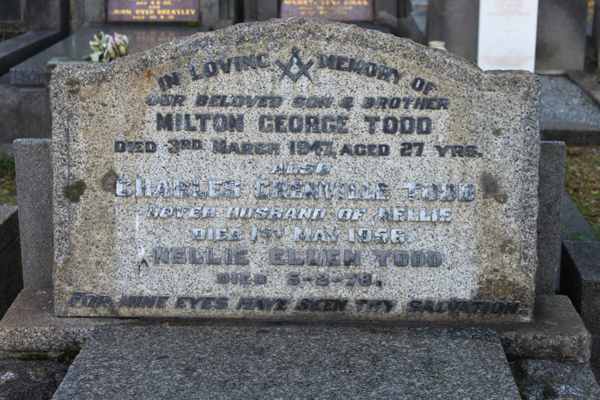 IN LOVING MEMORY OF
OUR BELOVED SON & BROTHER
MILTON GEORGE TODD
DIED 3RD MARCH 1947, AGED 27 YRS.
ALSO
CHARLES GRENVILLE TODD
LOVED HUSBAND OF NELLIE
DIED 1ST MAY 1956
NELLIE ELLEN TODD
DIED 5-2-78.
FOR MINE EYES HAVE SEEN THY SALVATION